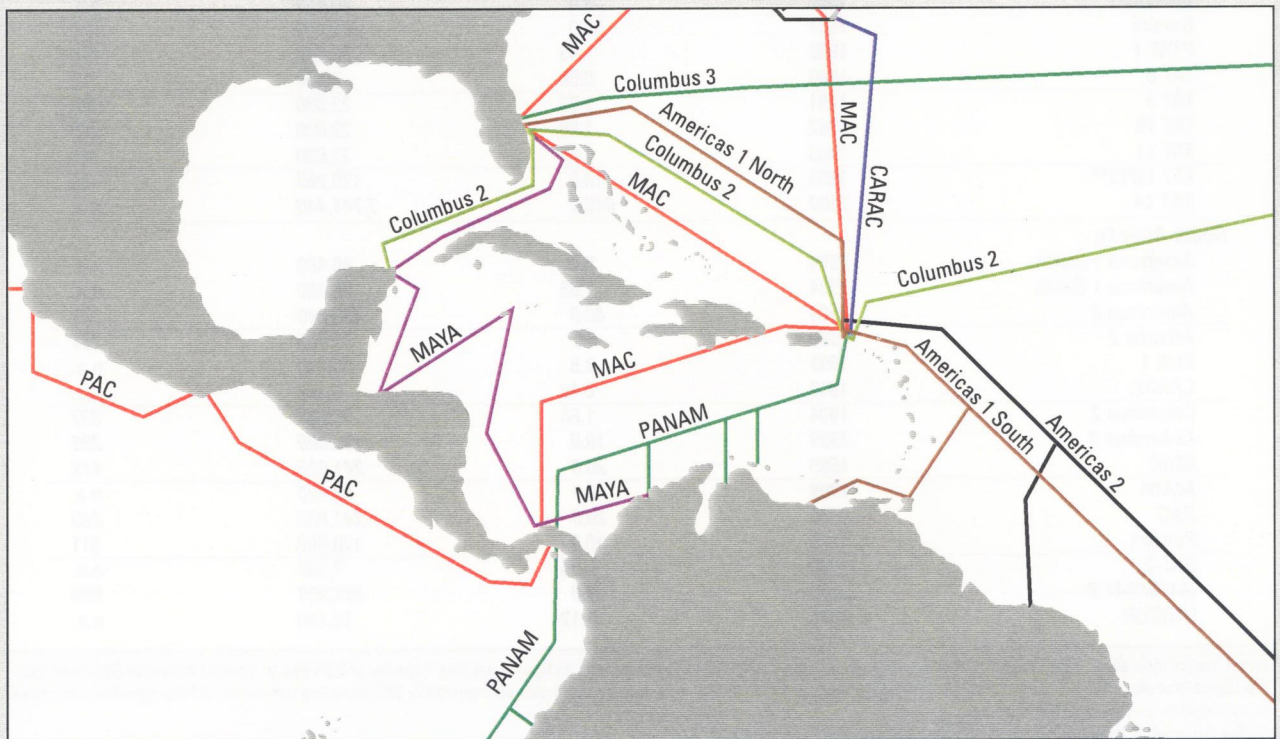 MAC
Columbus 3
Americas 1 North
MAC
Columbus 2
MAC
CARAC
Columbus 2
Columbus 2
MAYA
MAC
Americas 1 South
PAC
PANAM
Americas 2
PAC
MAYA
PANAM